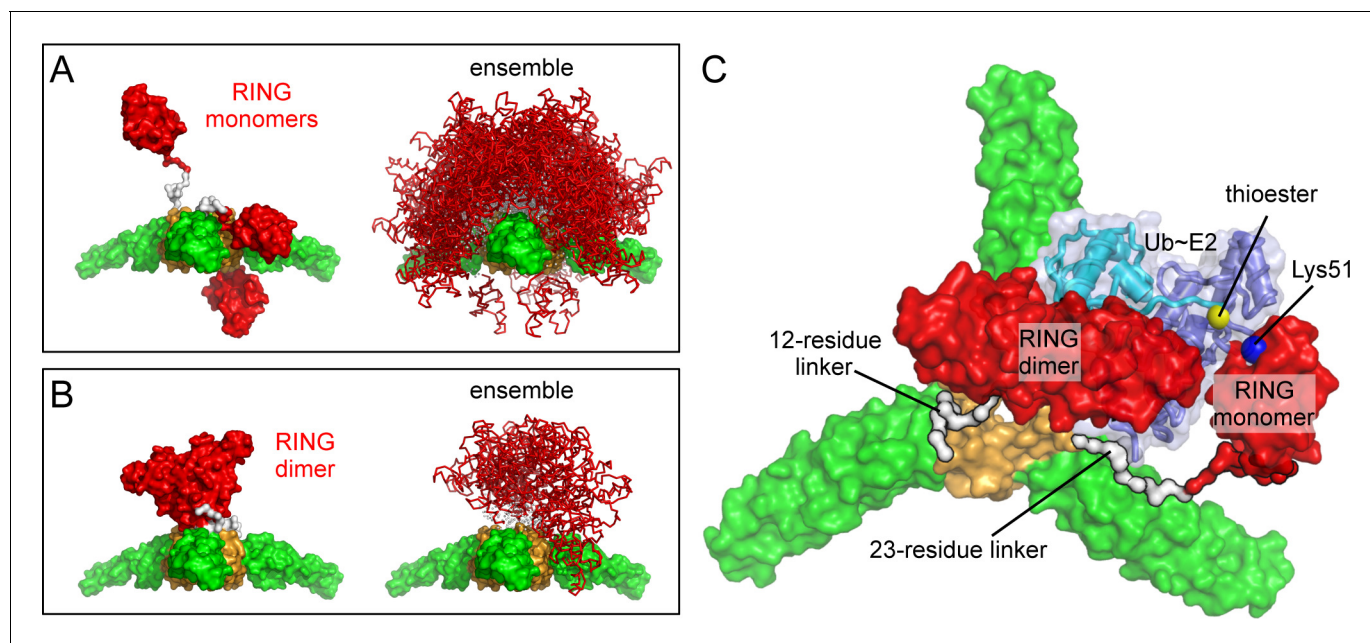 A
RING
monomers
ensemble
B
RING
dimer
ensemble
C
thioester
Ub~E2
Lys51
12-residue
linker
RING
dimer
RING
monomer
23-residue linker